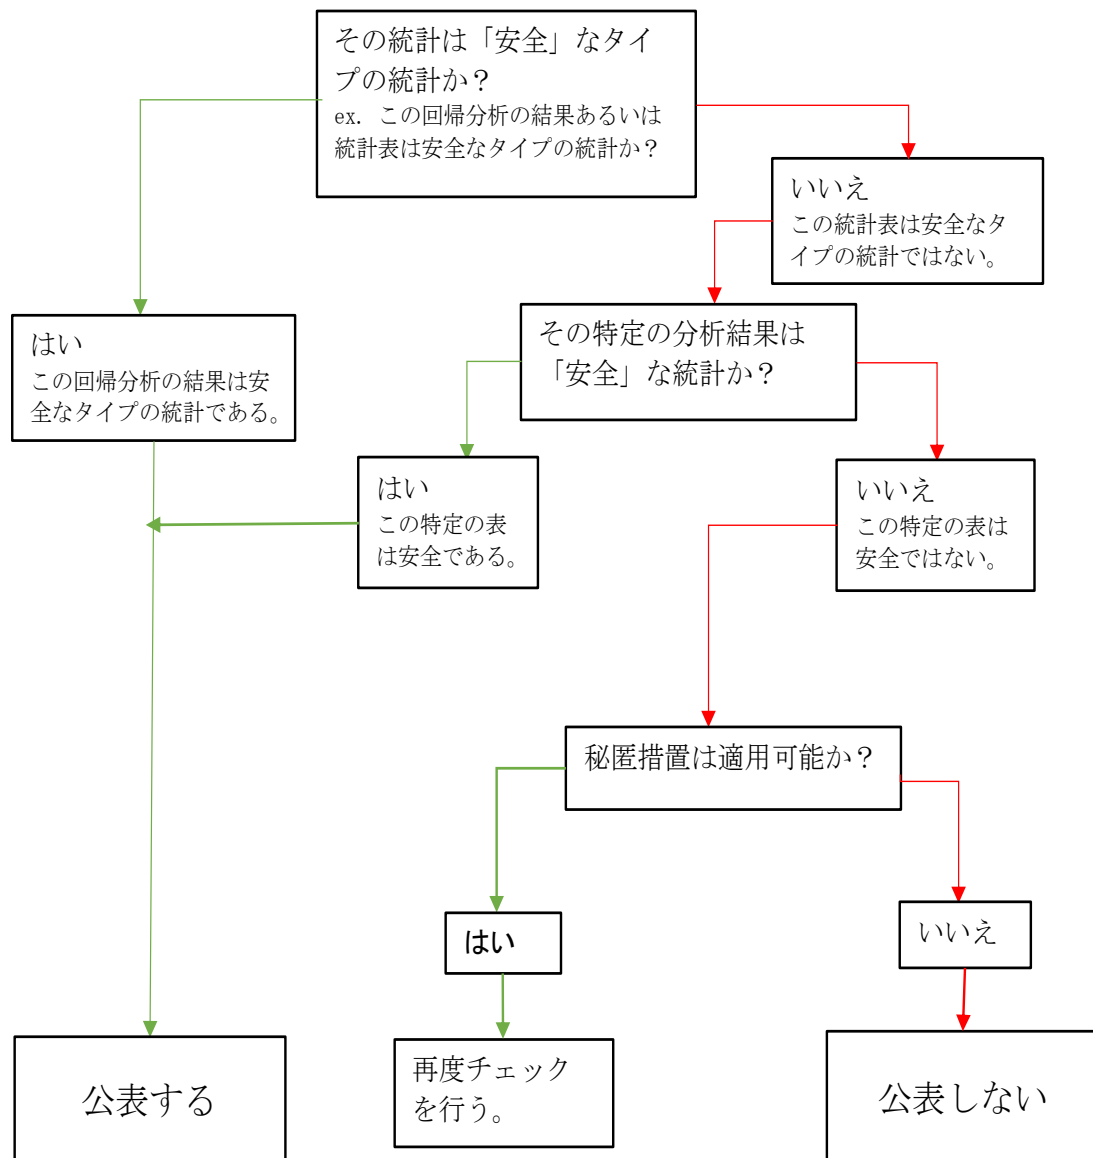 その統計は「安全」なタイ
プの統計か？
ex. この回帰分析の結果あるいは
統計表は安全なタイプの統計か？
いいえ
この統計表は安全なタ
イプの統計ではない。
はい
この回帰分析の結果は安
全なタイプの統計である。
その特定の分析結果は
「安全」な統計か？
はい
この特定の表
は安全である。
いいえ
この特定の表は
安全ではない。
秘匿措置は適用可能か？
はい
いいえ
公表する
再度チェック
を行う。
公表しない